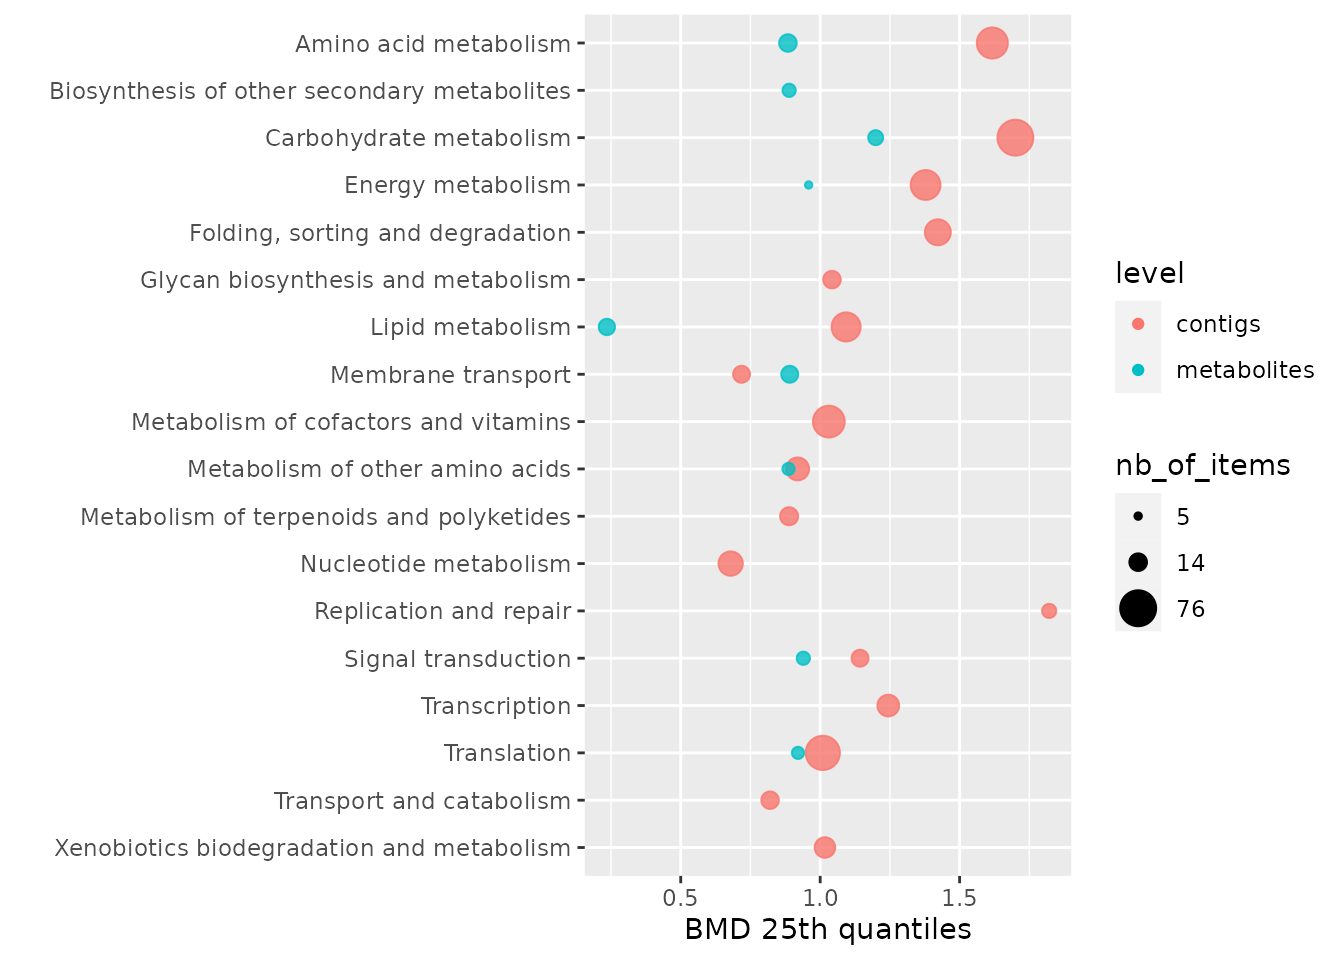 Amino acid metabolism
Biosynthesis of other secondary metabolites
Carbohydrate metabolism
Energy metabolism
Folding, sorting and degradation
Glycan biosynthesis and metabolism
Lipid metabolism
Membrane transport
Metabolism of cofactors and vitamins
Metabolism of other amino acids
Metabolism of terpenoids and polyketides
Nucleotide metabolism
Replication and repair
Signal transduction
Transcription
Translation
Transport and catabolism
Xenobiotics biodegradation and metabolism
0.5 1.0 1.5
BMD 25th quantiles
level
contigs
metabolites
nb_of_items
5
14
76